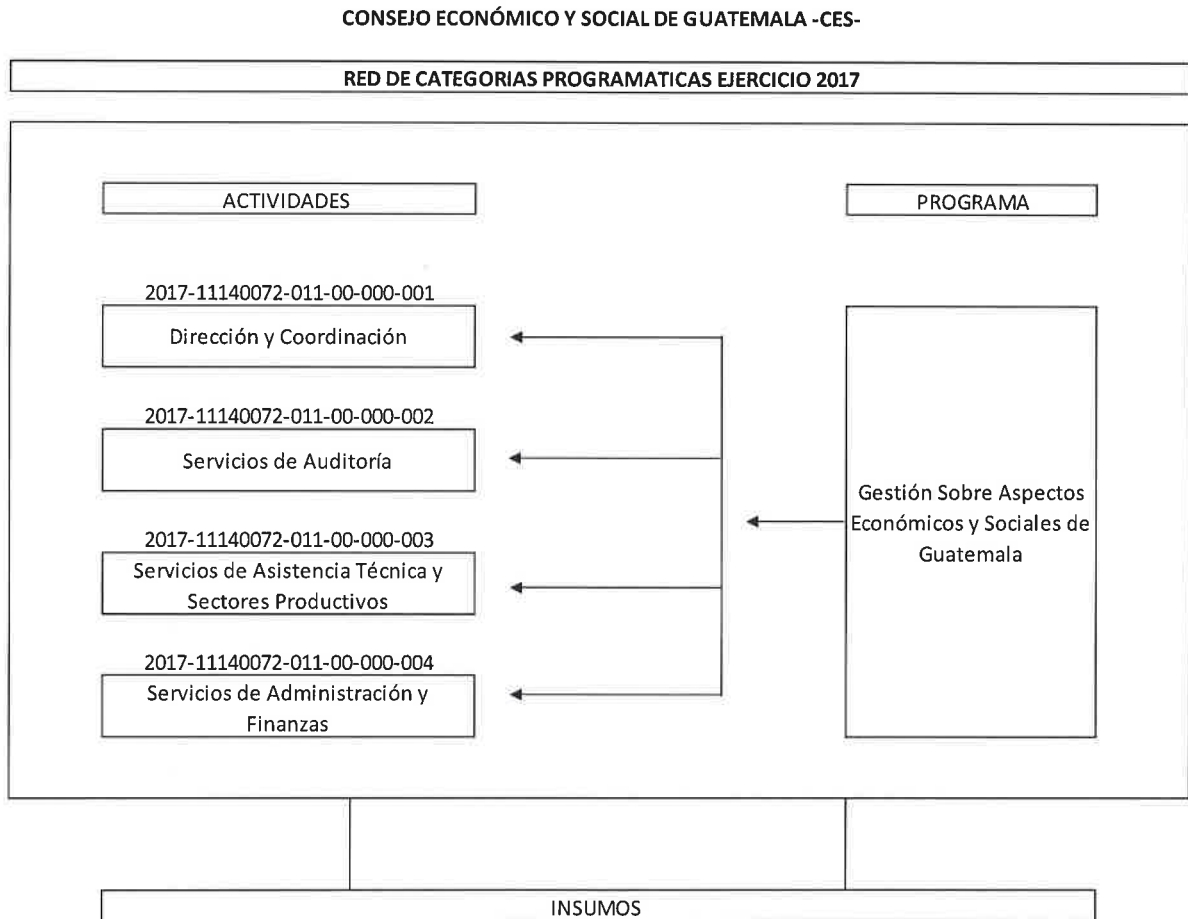 CONSEJO ECONÓMICO Y SOCIAL DE GUATEMALA -CES-
RED DE CATEGORIAS PROGRAMATICAS EJERCICIO 2017
ACTIVIDADES
PROGRAMA
2017-11140072-011-00-000-001
Dirección y Coordinación
2017-11140072-011-00-000-002
Servicios de Auditoría
2017-11140072-011-00-000-003
Servicios de Asistencia Técnica y
Sectores Productivos
2017-11140072-011-00-000-004
Servicios de Administración y
Finanzas
Gestión Sobre Aspectos
Económicos y Sociales de
Guatemala
INSUMOS